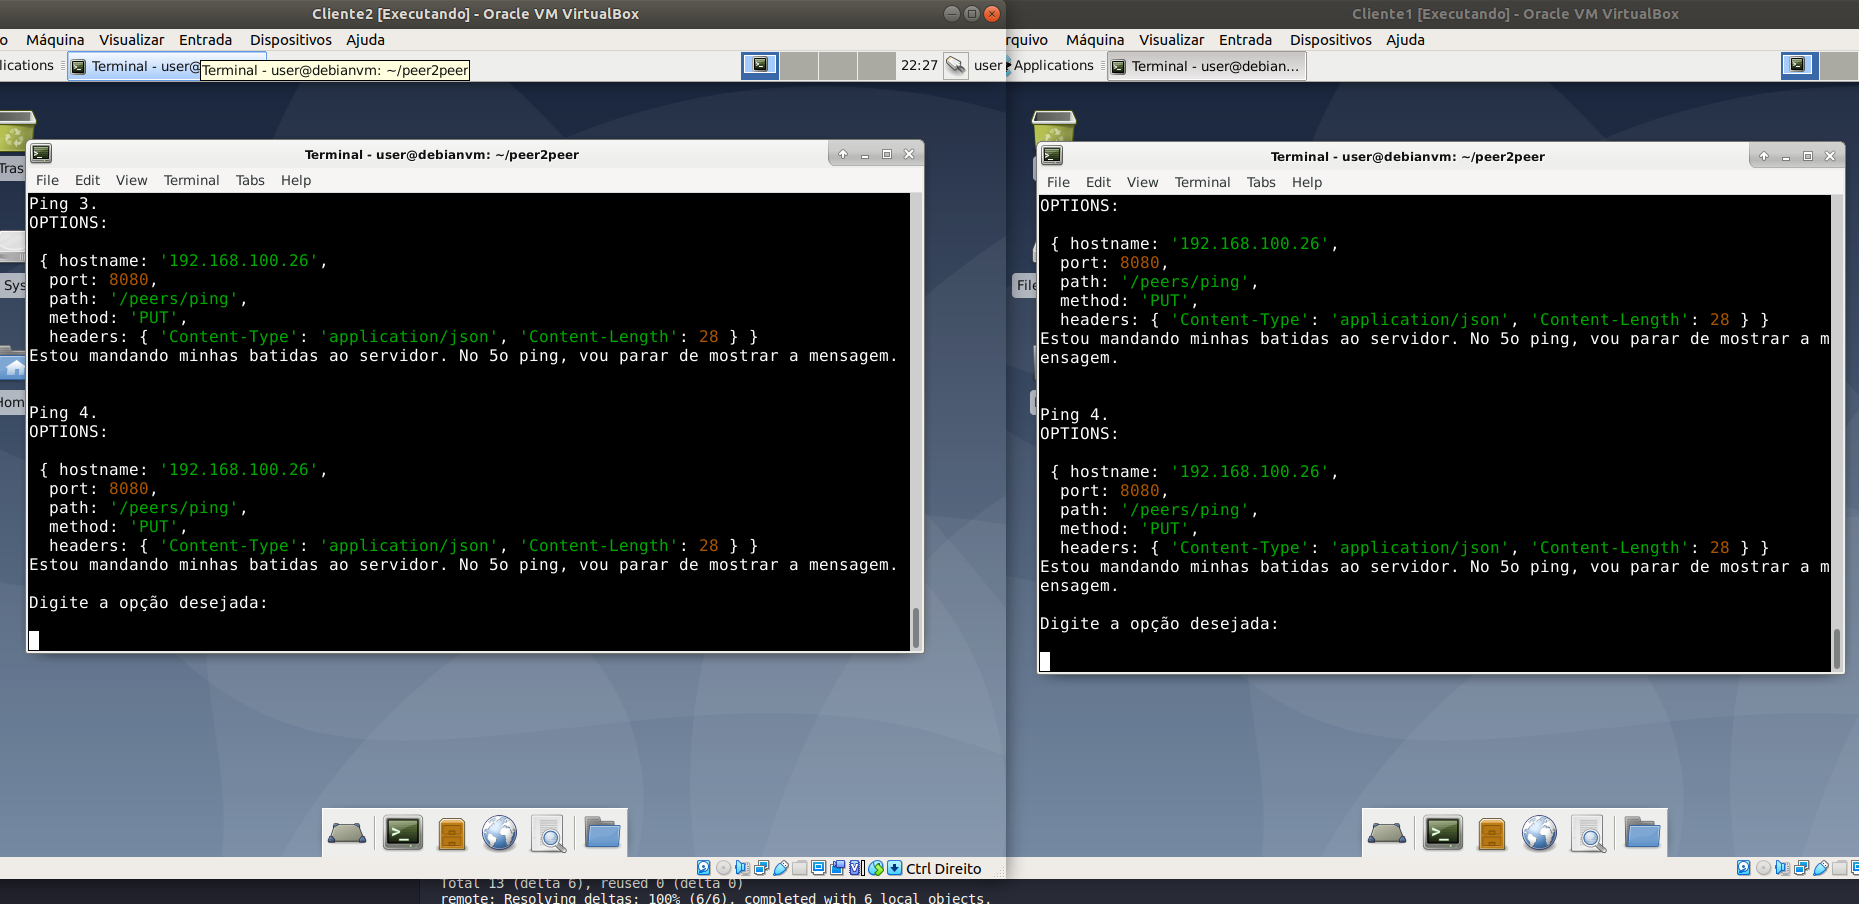 Cliente2 [Executando] - Oracle VM VirtualBox
o Máquina Visualizar Entrada Dispositivos Ajuda
lications Terminal - user@ 22:27 user
Terminal - user@debianvm: ~/peer2peer
Tras
Sys
Hom
Terminal - user@debianvm: ~/peer2peer
File Edit View Terminal Tabs Help
Ping 3.
OPTIONS:
{ hostname: '192.168.100.26',
port: 8080,
path: '/peers/ping',
method: 'PUT',
headers: { 'Content-Type': 'application/json', 'Content-Length': 28 } }
Estou mandando minhas batidas ao servidor. No 5o ping, vou parar de mostrar a mensagem.
Ping 4.
OPTIONS:
{ hostname: '192.168.100.26',
port: 8080,
path: '/peers/ping',
method: 'PUT',
headers: { 'Content-Type': 'application/json', 'Content-Length': 28 } }
Estou mandando minhas batidas ao servidor. No 5o ping, vou parar de mostrar a mensagem.
Digite a opção desejada:
Ctrl Direito
Cliente1 [Executando] - Oracle VM VirtualBox
rquivo Máquina Visualizar Entrada Dispositivos Ajuda
Applications Terminal - user@debian...
File
Terminal - user@debianvm: ~/peer2peer
File Edit View Terminal Tabs Help
OPTIONS:
{ hostname: '192.168.100.26',
port: 8080,
path: '/peers/ping',
method: 'PUT',
headers: { 'Content-Type': 'application/json', 'Content-Length': 28 } }
Estou mandando minhas batidas ao servidor. No 5o ping, vou parar de mostrar a m
ensagem.
Ping 4.
OPTIONS:
{ hostname: '192.168.100.26',
port: 8080,
path: '/peers/ping',
method: 'PUT',
headers: { 'Content-Type': 'application/json', 'Content-Length': 28 } }
Estou mandando minhas batidas ao servidor. No 5o ping, vou parar de mostrar a m
ensagem.
Digite a opção desejada:
Total 13 (delta 6), reused 0 (delta 0)
remote: Resolving deltas: 100% (6/6), completed with 6 local objects.